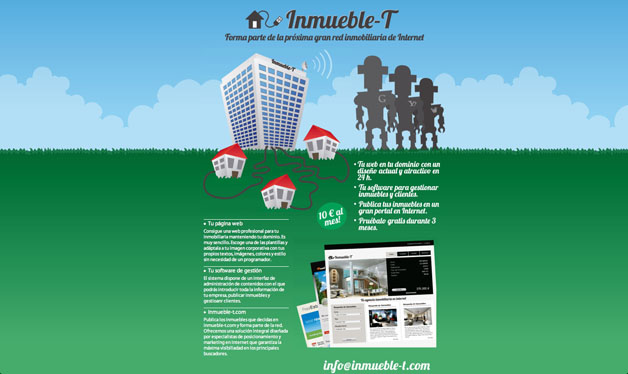 Inmueble-T
Forma parte de la próxima gran red inmobiliaria de Internet
Inmueble-T
• Tu web en tu dominio con un
diseño actual y atractivo en
24 h.
• Tu software para gestionar
inmuebles y clientes.
• Publica tus inmuebles en un
gran portal en Internet.
• Pruébalo gratis durante 3
meses.
10 € al
mes!
▸ Tu página web
Consigue una web profesional para tu
inmobiliaria manteniendo tu dominio. Es
muy sencillo. Escoge una de las plantillas y
adáptala a tu imagen corporativa con tus
propios textos, imágenes, colores y estilo
sin necesidad de un programador.
▸ Tu software de gestión
El sistema dispone de un interfaz de
administración de contenidos con el que
podrás introducir toda la información de
tu empresa, publicar inmuebles y
gestionar clientes.
▸ Inmueble-t.com
Publica los inmuebles que decidas en
Inmueble-t.com y forma parte de la red.
Ofrecemos una solución integral diseñada
por especialistas de posicionamiento y
marketing en internet que garantiza la
máxima visibilidad en los principales
buscadores.
Inmueble-T
Tu agencia inmobiliaria en Internet
info@inmueble-t.com